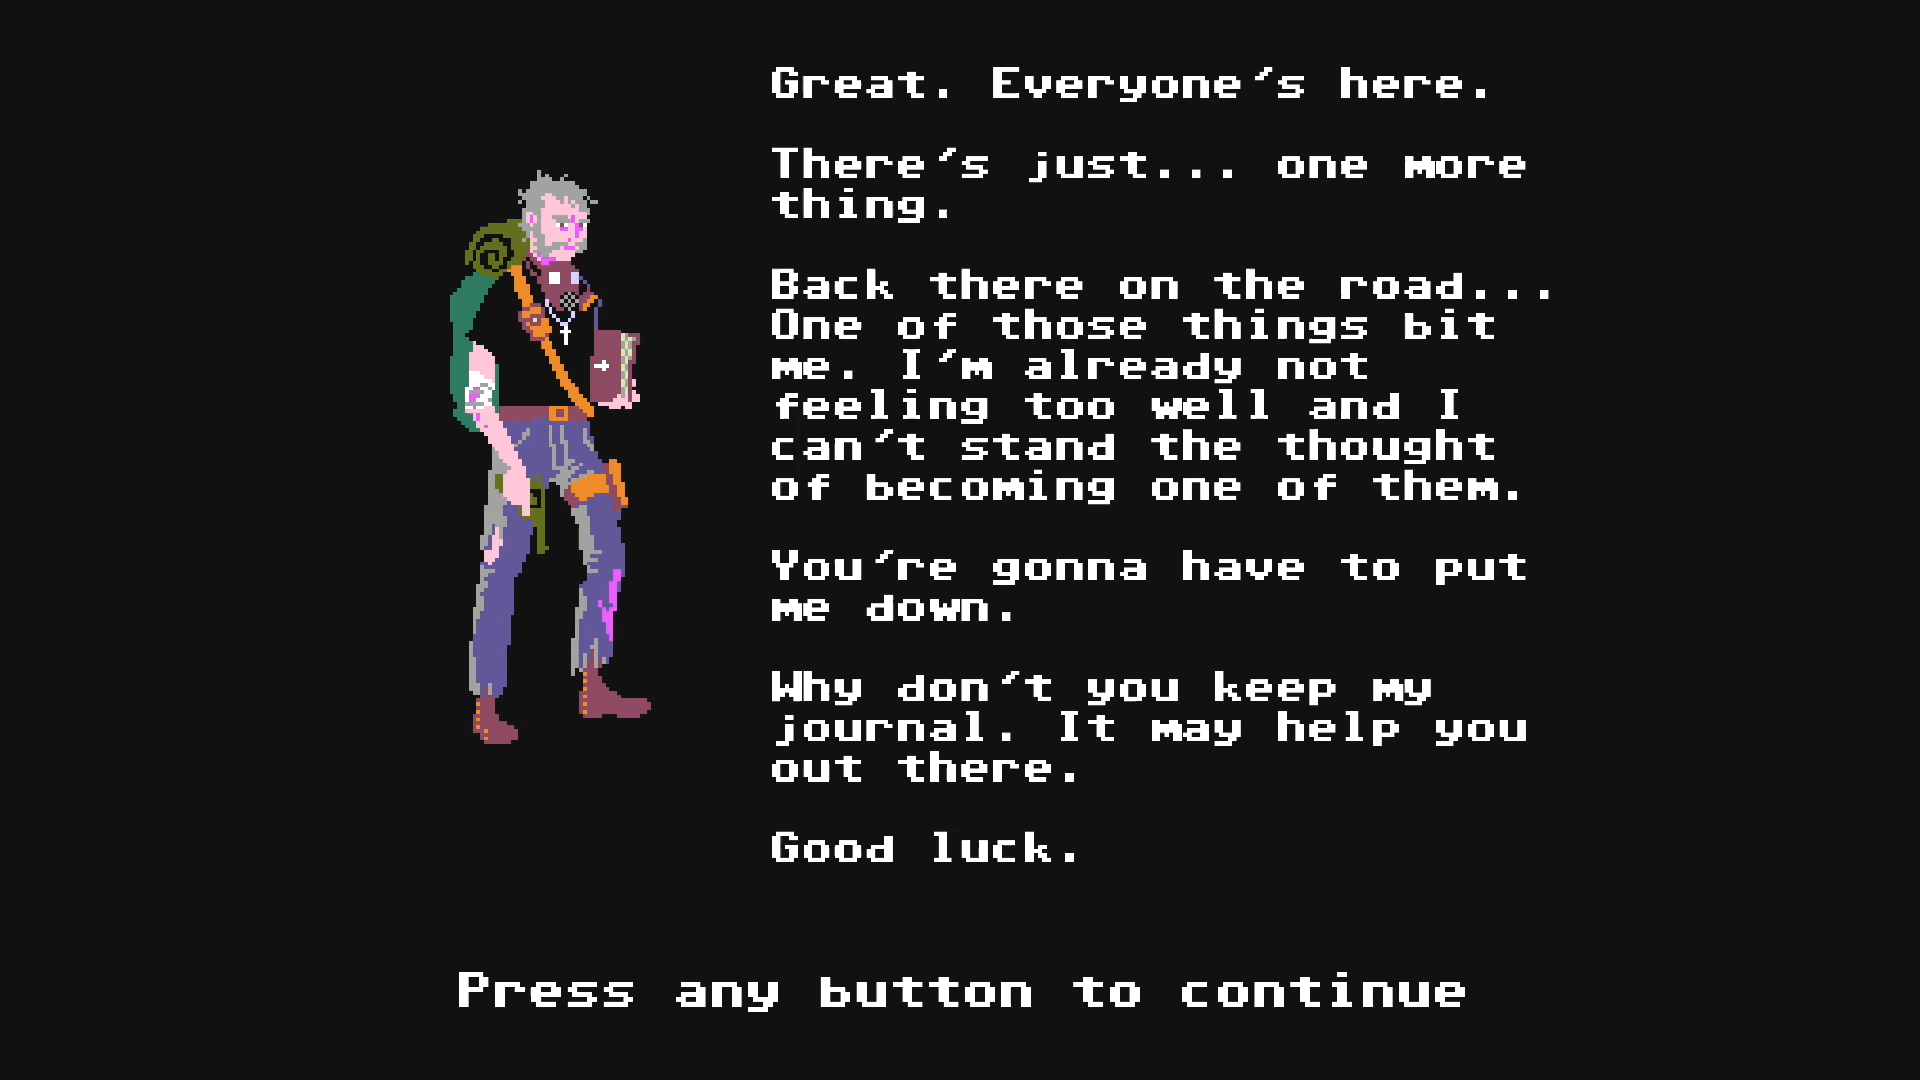 Great. Everyone's here.
There's just... one more
thing.
Back there on the road...
One of those things bit
me. I'm already not
feeling too well and I
can't stand the thought
of becoming one of them.
You're gonna have to put
me down.
Why don't you keep my
journal. It may help you
out there.
Good luck.
Press any button to continue